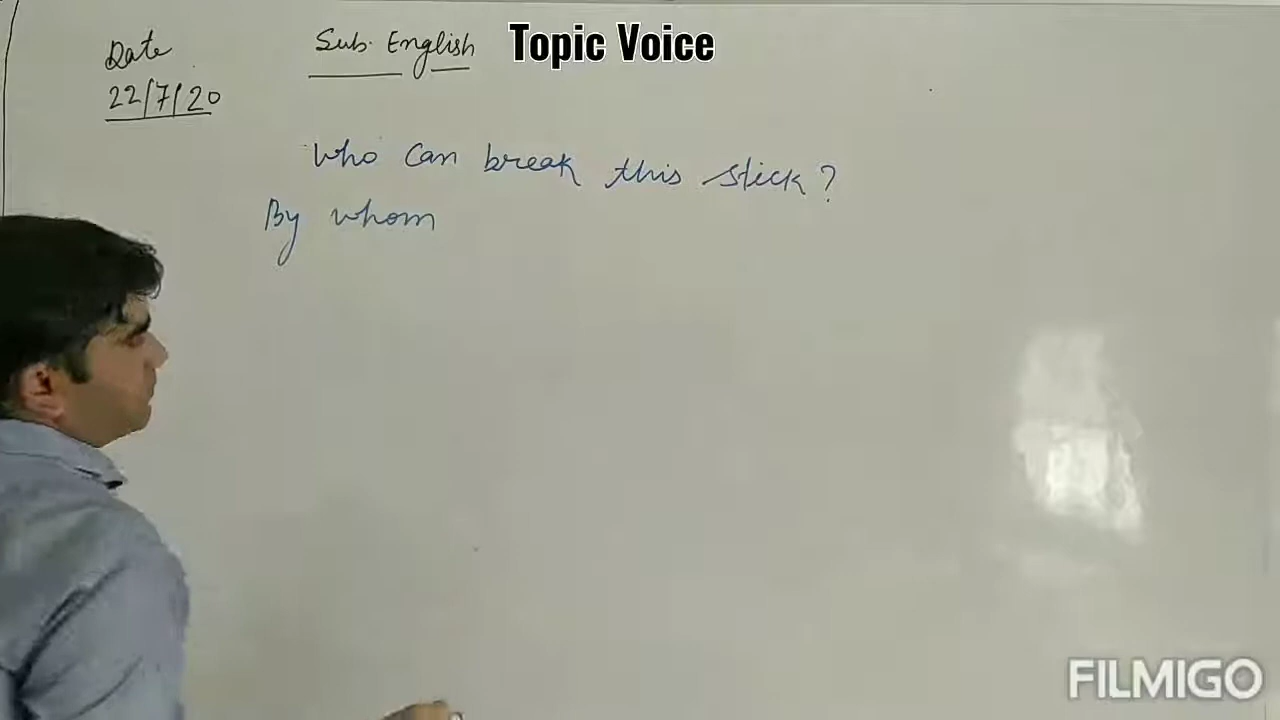 Date
22/7/20
Sub. English
Topic Voice
Who can break this stick?
By whom
FILMIGO